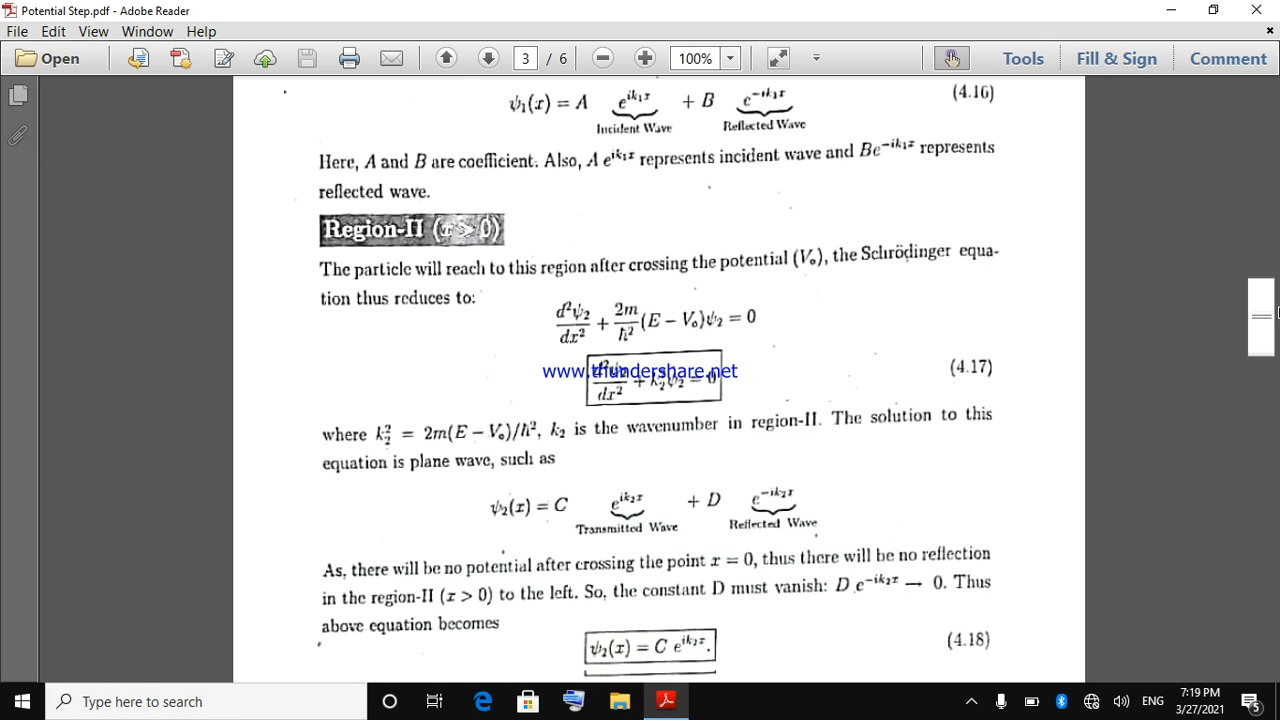 Potential Step.pdf - Adobe Reader
File Edit View Window Help
Open 3 / 6 100% Tools Fill & Sign Comment
ψ₁(x) = A e^{ik₁x} + B e^{-ik₁x} (4.16)
Incident Wave Reflected Wave
Here, A and B are coefficient. Also, A e^{ik₁x} represents incident wave and Be^{-ik₁x} represents
reflected wave.
Region-II (x > 0)
The particle will reach to this region after crossing the potential (V₀), the Schrödinger equa-
tion thus reduces to:
d²ψ₂/dx² + 2m/ħ² (E − V₀)ψ₂ = 0
d²ψ₂/dx² + k₂²ψ₂ = 0 (4.17)
www.thundershare.net
where k₂² = 2m(E − V₀)/ħ², k₂ is the wavenumber in region-II. The solution to this
equation is plane wave, such as
ψ₂(x) = C e^{ik₂x} + D e^{-ik₂x}
Transmitted Wave Reflected Wave
As, there will be no potential after crossing the point x = 0, thus there will be no reflection
in the region-II (x > 0) to the left. So, the constant D must vanish: D e^{-ik₂x} → 0. Thus
above equation becomes
ψ₂(x) = C e^{ik₂x}. (4.18)
Type here to search
ENG
7:19 PM
3/27/2021
5